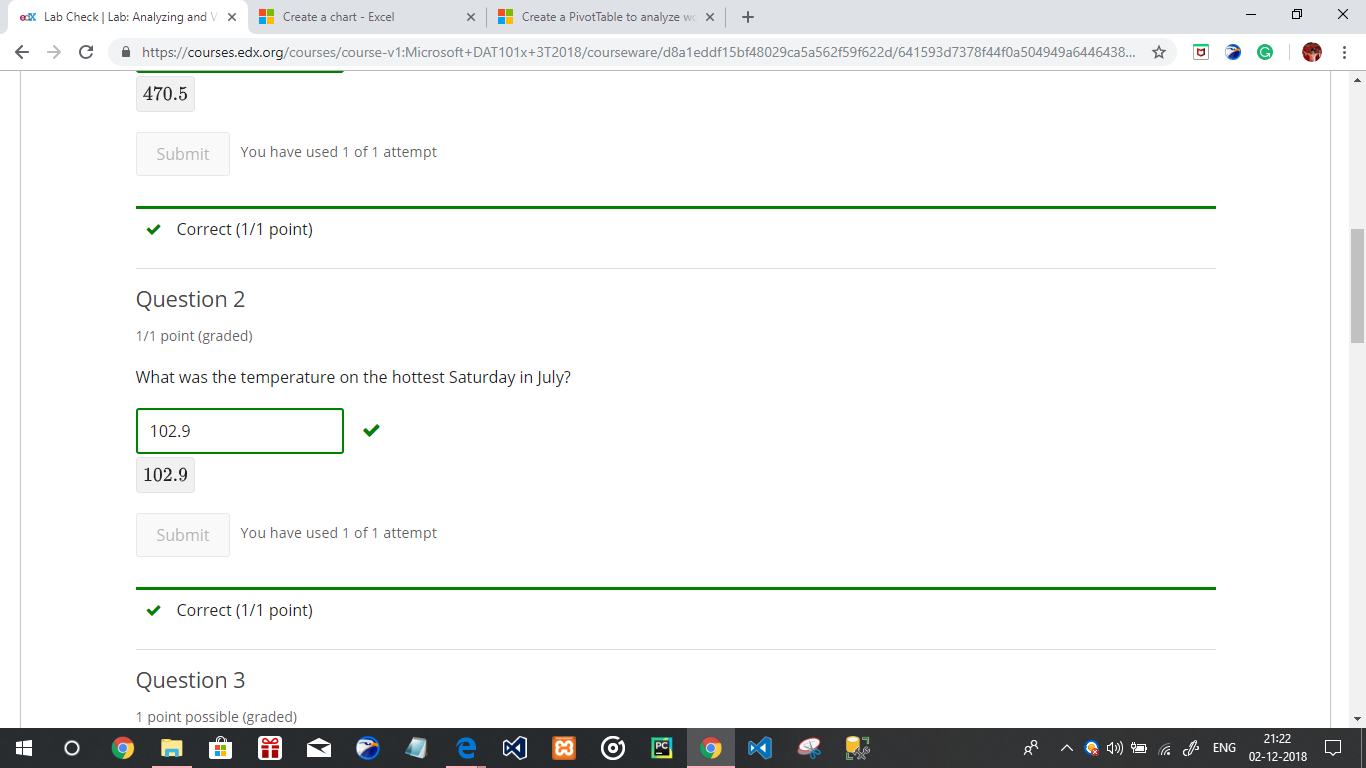 edX Lab Check | Lab: Analyzing and V
Create a chart - Excel
Create a PivotTable to analyze wo
https://courses.edx.org/courses/course-v1:Microsoft+DAT101x+3T2018/courseware/d8a1eddf15bf48029ca5a562f59f622d/641593d7378f44f0a504949a6446438...
470.5
Submit You have used 1 of 1 attempt
Correct (1/1 point)
Question 2
1/1 point (graded)
What was the temperature on the hottest Saturday in July?
102.9
102.9
Submit You have used 1 of 1 attempt
Correct (1/1 point)
Question 3
1 point possible (graded)
PC
ENG
21:22
02-12-2018